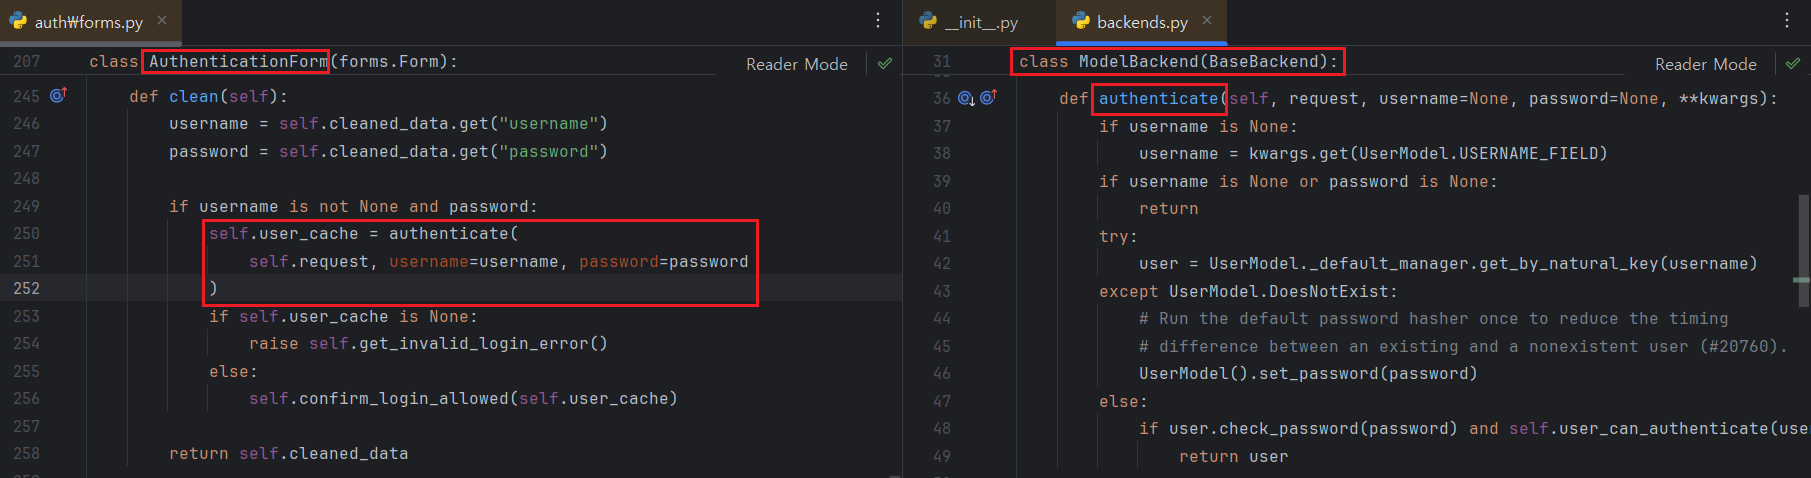 auth₩forms.py
207 class AuthenticationForm(forms.Form):
Reader Mode
245 def clean(self):
246 username = self.cleaned_data.get("username")
247 password = self.cleaned_data.get("password")
248
249 if username is not None and password:
250 self.user_cache = authenticate(
251 self.request, username=username, password=password
252 )
253 if self.user_cache is None:
254 raise self.get_invalid_login_error()
255 else:
256 self.confirm_login_allowed(self.user_cache)
257
258 return self.cleaned_data
__init__.py
backends.py
31 class ModelBackend(BaseBackend):
Reader Mode
36 def authenticate(self, request, username=None, password=None, **kwargs):
37 if username is None:
38 username = kwargs.get(UserModel.USERNAME_FIELD)
39 if username is None or password is None:
40 return
41 try:
42 user = UserModel._default_manager.get_by_natural_key(username)
43 except UserModel.DoesNotExist:
44 # Run the default password hasher once to reduce the timing
45 # difference between an existing and a nonexistent user (#20760).
46 UserModel().set_password(password)
47 else:
48 if user.check_password(password) and self.user_can_authenticate(use
49 return user